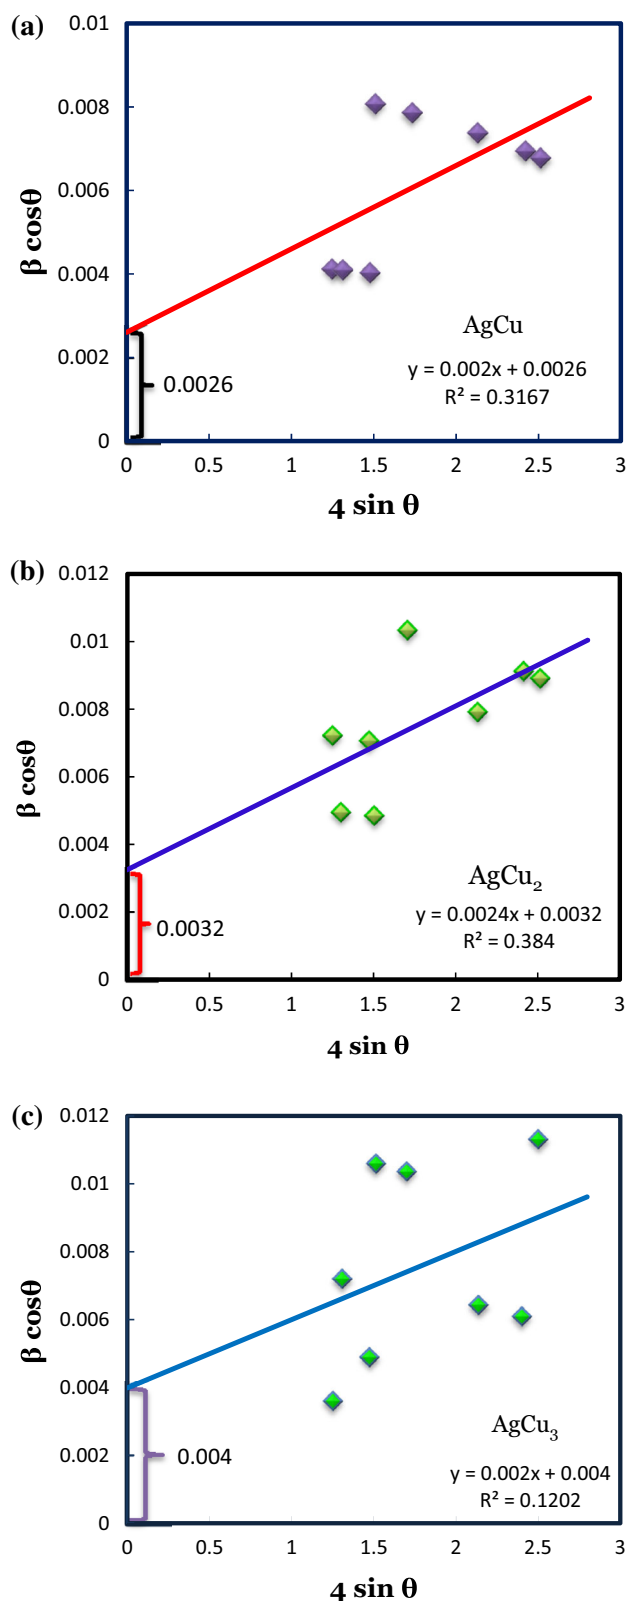 (a)
0.01
0.008
0.006
0.004
0.002
0
β cosθ
0.0026
AgCu
y = 0.002x + 0.0026
R² = 0.3167
0 0.5 1 1.5 2 2.5 3
4 sin θ
(b)
0.012
0.01
0.008
0.006
0.004
0.002
0
β cosθ
0.0032
AgCu₂
y = 0.0024x + 0.0032
R² = 0.384
0 0.5 1 1.5 2 2.5 3
4 sin θ
(c)
0.012
0.01
0.008
0.006
0.004
0.002
0
β cosθ
0.004
AgCu₃
y = 0.002x + 0.004
R² = 0.1202
0 0.5 1 1.5 2 2.5 3
4 sin θ